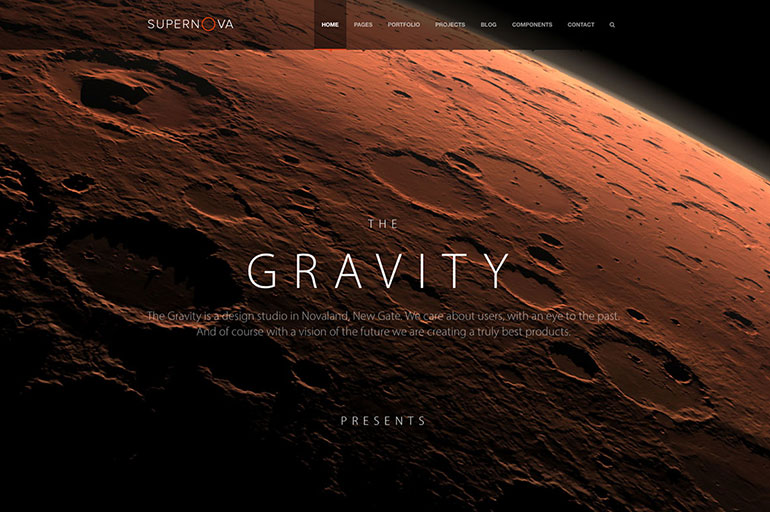 SUPERNOVA
HOME PAGES PORTFOLIO PROJECTS BLOG COMPONENTS CONTACT
THE
GRAVITY
The Gravity is a design studio in Novaland, New Gate. We care about users, with an eye to the past.
And of course with a vision of the future we are creating a truly best products.
PRESENTS